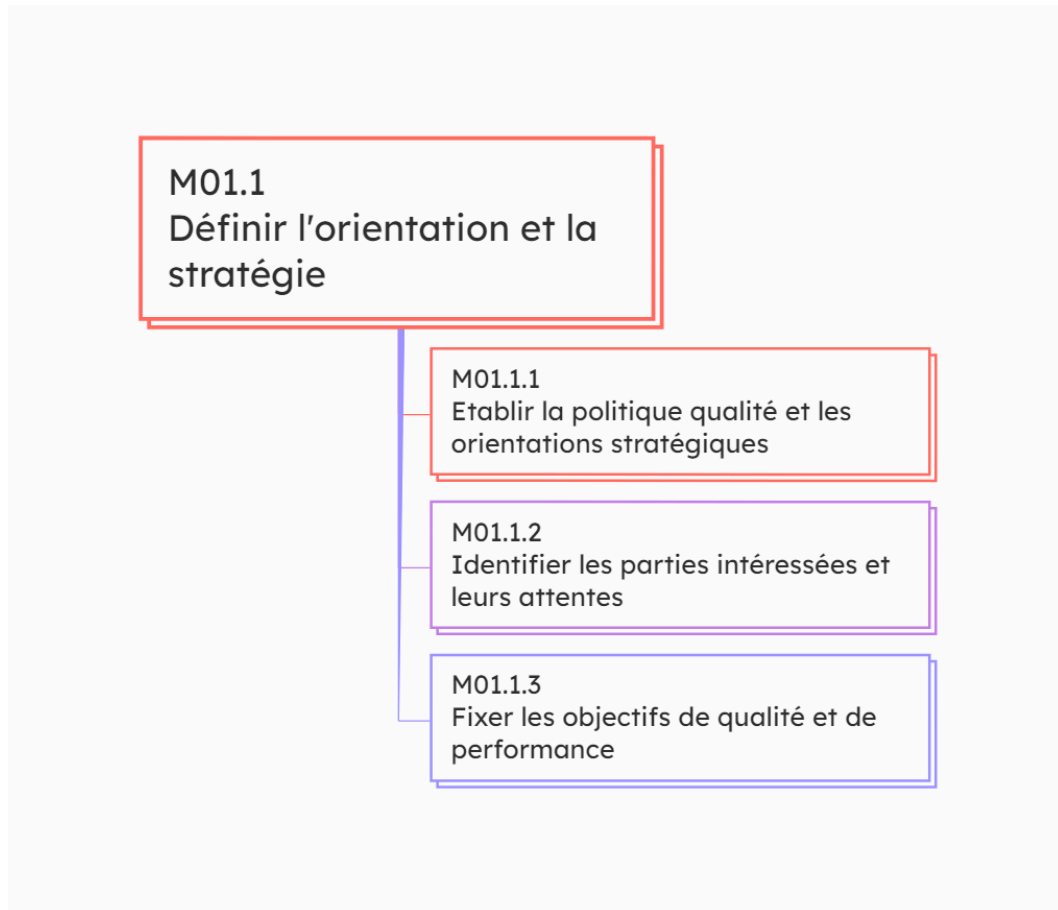 M01.1
Définir l'orientation et la
stratégie
M01.1.1
Etablir la politique qualité et les
orientations stratégiques
M01.1.2
Identifier les parties intéressées et
leurs attentes
M01.1.3
Fixer les objectifs de qualité et de
performance